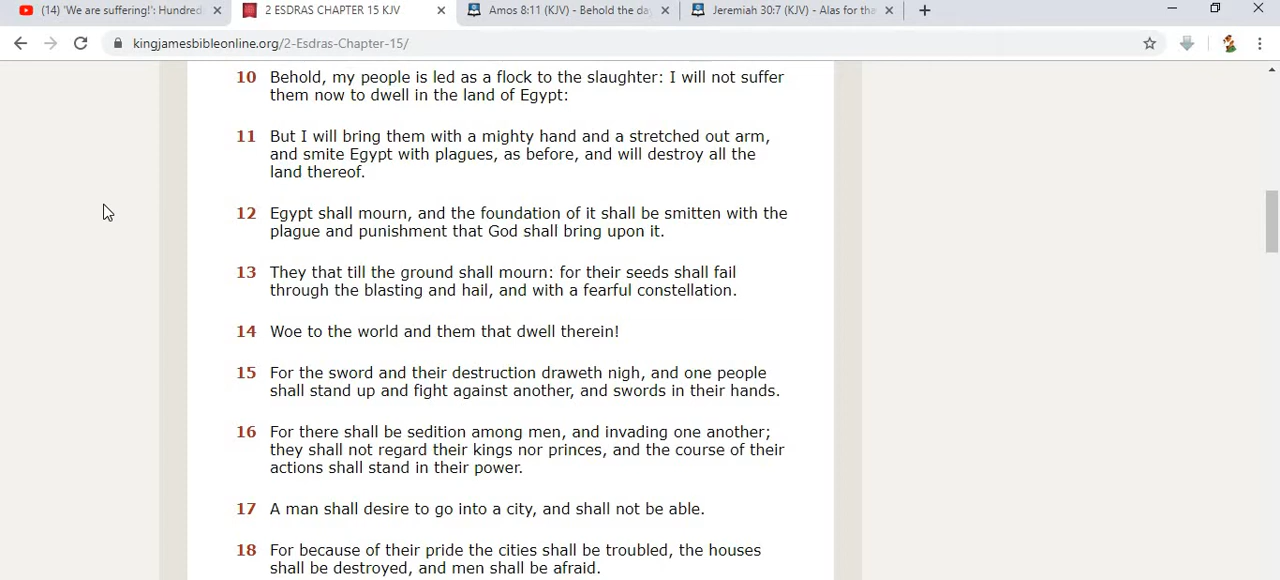 (14) 'We are suffering!': Hundred
2 ESDRAS CHAPTER 15 KJV
Amos 8:11 (KJV) - Behold the da
Jeremiah 30:7 (KJV) - Alas for tha
kingjamesbibleonline.org/2-Esdras-Chapter-15/
10 Behold, my people is led as a flock to the slaughter: I will not suffer
them now to dwell in the land of Egypt:
11 But I will bring them with a mighty hand and a stretched out arm,
and smite Egypt with plagues, as before, and will destroy all the
land thereof.
12 Egypt shall mourn, and the foundation of it shall be smitten with the
plague and punishment that God shall bring upon it.
13 They that till the ground shall mourn: for their seeds shall fail
through the blasting and hail, and with a fearful constellation.
14 Woe to the world and them that dwell therein!
15 For the sword and their destruction draweth nigh, and one people
shall stand up and fight against another, and swords in their hands.
16 For there shall be sedition among men, and invading one another;
they shall not regard their kings nor princes, and the course of their
actions shall stand in their power.
17 A man shall desire to go into a city, and shall not be able.
18 For because of their pride the cities shall be troubled, the houses
shall be destroyed, and men shall be afraid.